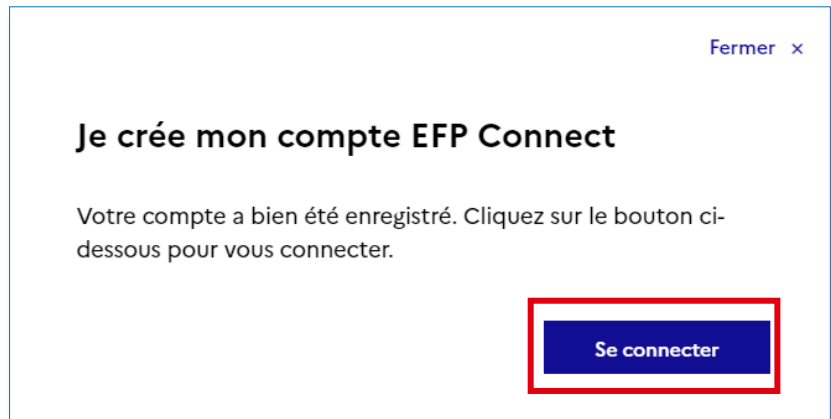 Fermer ×
Je crée mon compte EFP Connect
Votre compte a bien été enregistré. Cliquez sur le bouton ci-
dessous pour vous connecter.
Se connecter